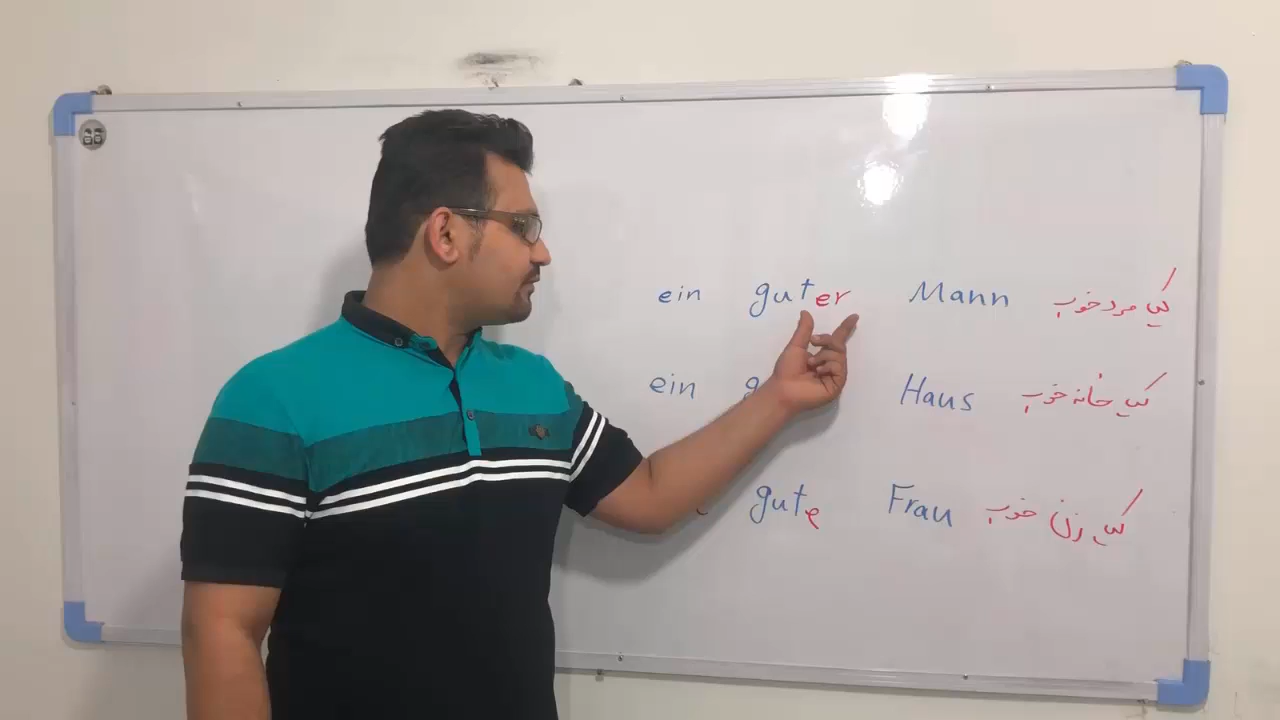 ein guter Mann یک مرد خوب
ein Haus یک خانه خوب
gute Frau یک زن خوب